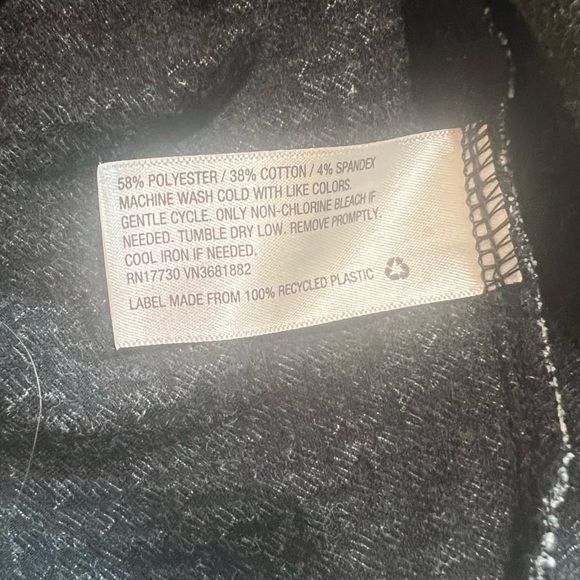 58% POLYESTER / 38% COTTON / 4% SPANDEX
MACHINE WASH COLD WITH LIKE COLORS.
GENTLE CYCLE. ONLY NON-CHLORINE BLEACH IF
NEEDED. TUMBLE DRY LOW. REMOVE PROMPTLY.
COOL IRON IF NEEDED.
RN17730 VN3681882
LABEL MADE FROM 100% RECYCLED PLASTIC